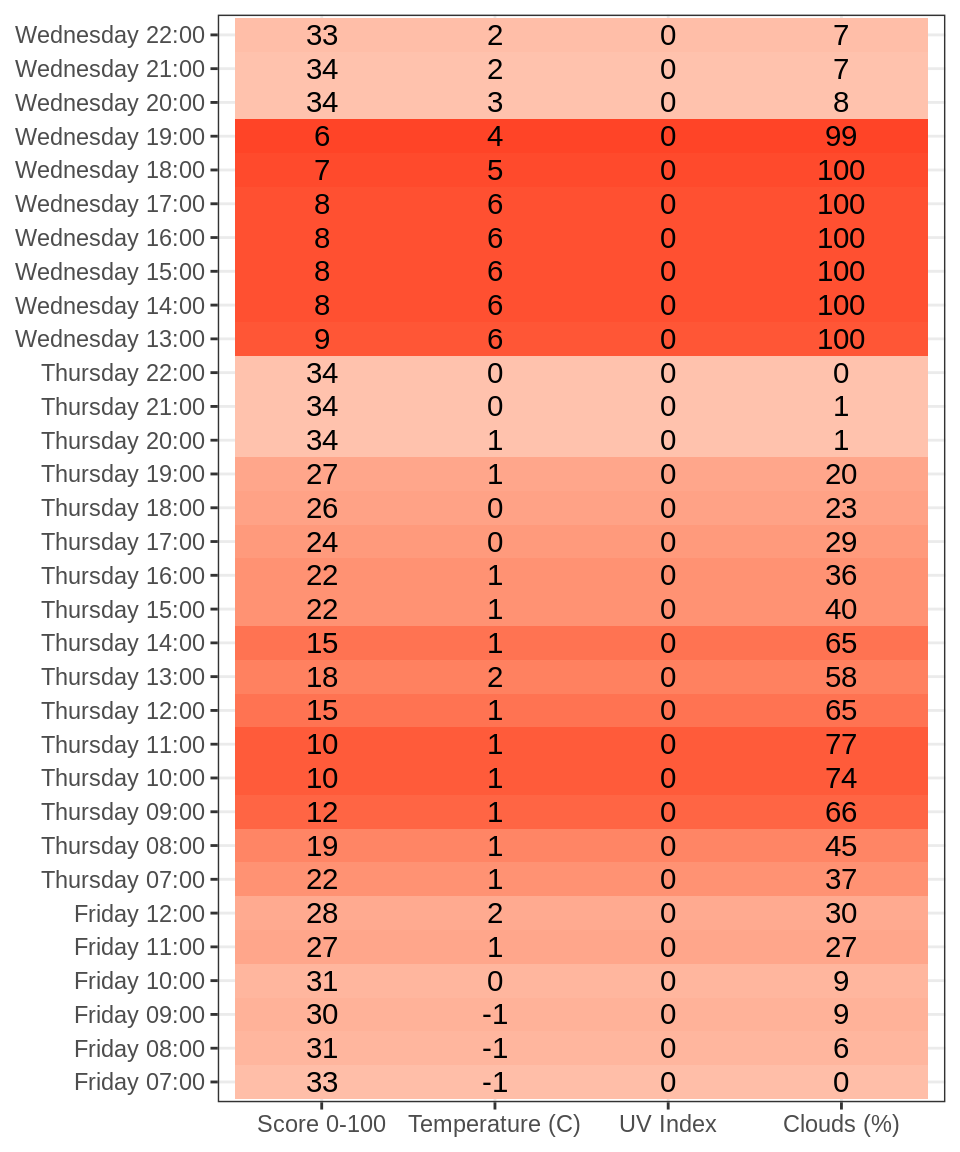 Wednesday 22:00 33 2 0 7
Wednesday 21:00 34 2 0 7
Wednesday 20:00 34 3 0 8
Wednesday 19:00 6 4 0 99
Wednesday 18:00 7 5 0 100
Wednesday 17:00 8 6 0 100
Wednesday 16:00 8 6 0 100
Wednesday 15:00 8 6 0 100
Wednesday 14:00 8 6 0 100
Wednesday 13:00 9 6 0 100
Thursday 22:00 34 0 0 0
Thursday 21:00 34 0 0 1
Thursday 20:00 34 1 0 1
Thursday 19:00 27 1 0 20
Thursday 18:00 26 0 0 23
Thursday 17:00 24 0 0 29
Thursday 16:00 22 1 0 36
Thursday 15:00 22 1 0 40
Thursday 14:00 15 1 0 65
Thursday 13:00 18 2 0 58
Thursday 12:00 15 1 0 65
Thursday 11:00 10 1 0 77
Thursday 10:00 10 1 0 74
Thursday 09:00 12 1 0 66
Thursday 08:00 19 1 0 45
Thursday 07:00 22 1 0 37
Friday 12:00 28 2 0 30
Friday 11:00 27 1 0 27
Friday 10:00 31 0 0 9
Friday 09:00 30 -1 0 9
Friday 08:00 31 -1 0 6
Friday 07:00 33 -1 0 0
Score 0-100 Temperature (C) UV Index Clouds (%)